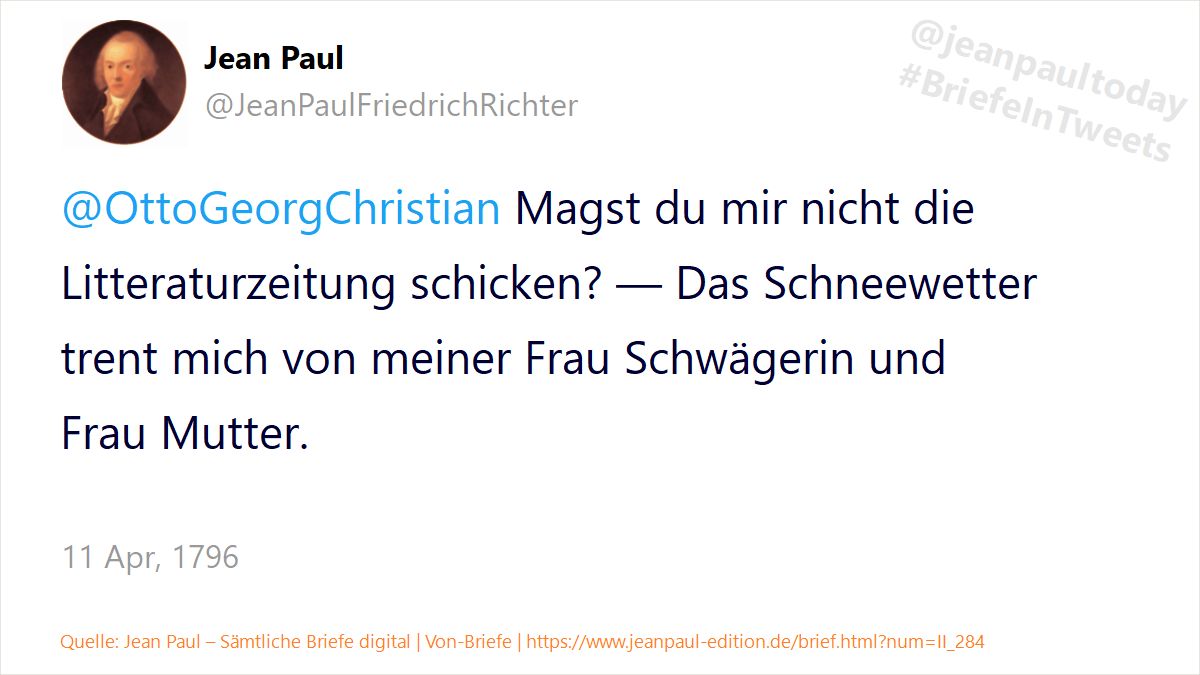 Jean Paul
@JeanPaulFriedrichRichter
@jeanpaultoday
#BriefeInTweets
@OttoGeorgChristian Magst du mir nicht die
Litteraturzeitung schicken? — Das Schneewetter
trent mich von meiner Frau Schwägerin und
Frau Mutter.
11 Apr, 1796
Quelle: Jean Paul – Sämtliche Briefe digital | Von-Briefe | https://www.jeanpaul-edition.de/brief.html?num=II_284